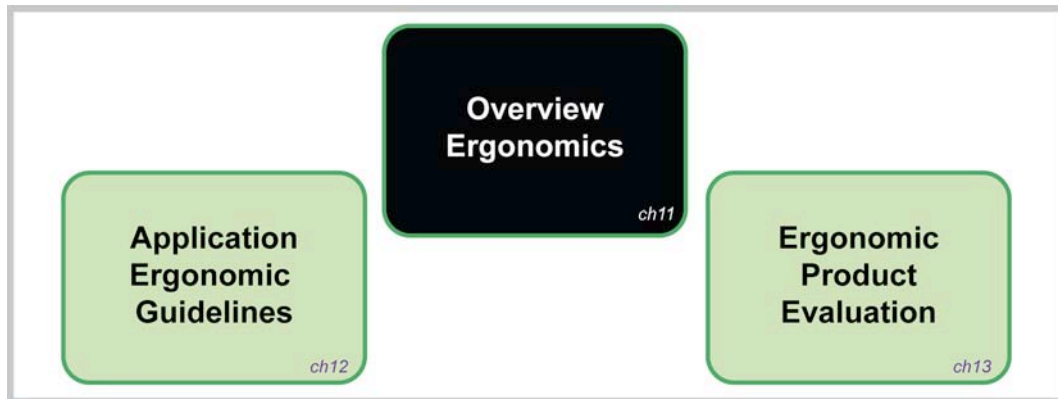 Overview
Ergonomics
ch11
Application
Ergonomic
Guidelines
ch12
Ergonomic
Product
Evaluation
ch13